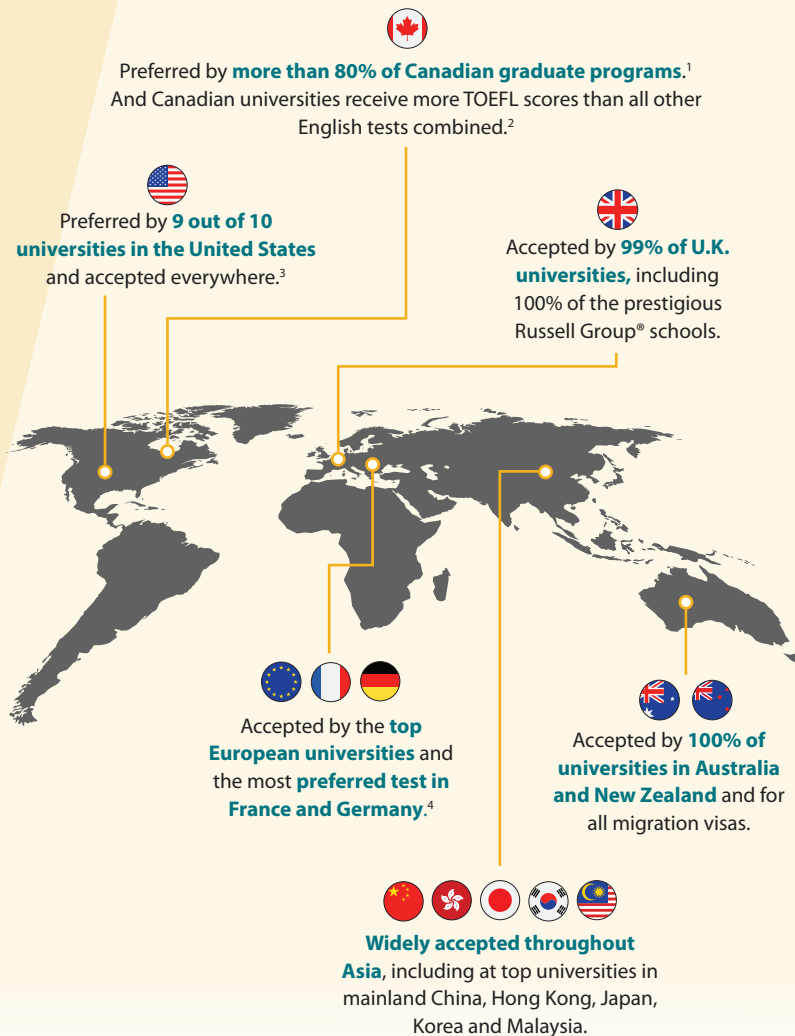 Preferred by more than 80% of Canadian graduate programs.¹
And Canadian universities receive more TOEFL scores than all other
English tests combined.²
Preferred by 9 out of 10
universities in the United States
and accepted everywhere.³
Accepted by 99% of U.K.
universities, including
100% of the prestigious
Russell Group® schools.
Accepted by the top
European universities and
the most preferred test in
France and Germany.⁴
Accepted by 100% of
universities in Australia
and New Zealand and for
all migration visas.
Widely accepted throughout
Asia, including at top universities in
mainland China, Hong Kong, Japan,
Korea and Malaysia.